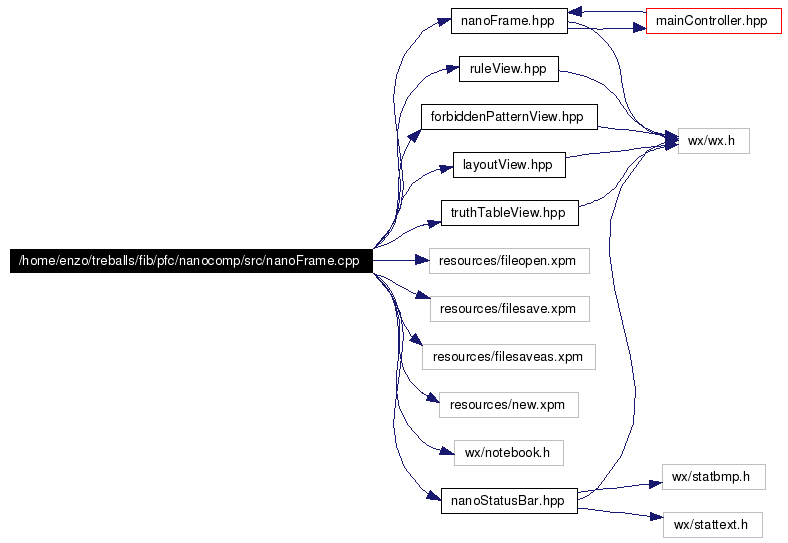 nanoFrame.hpp
mainController.hpp
ruleView.hpp
forbiddenPatternView.hpp
wx/wx.h
layoutView.hpp
truthTableView.hpp
/home/enzo/treballs/fib/pfc/nanocomp/src/nanoFrame.cpp
resources/fileopen.xpm
resources/filesave.xpm
resources/filesaveas.xpm
resources/new.xpm
wx/notebook.h
wx/statbmp.h
nanoStatusBar.hpp
wx/stattext.h